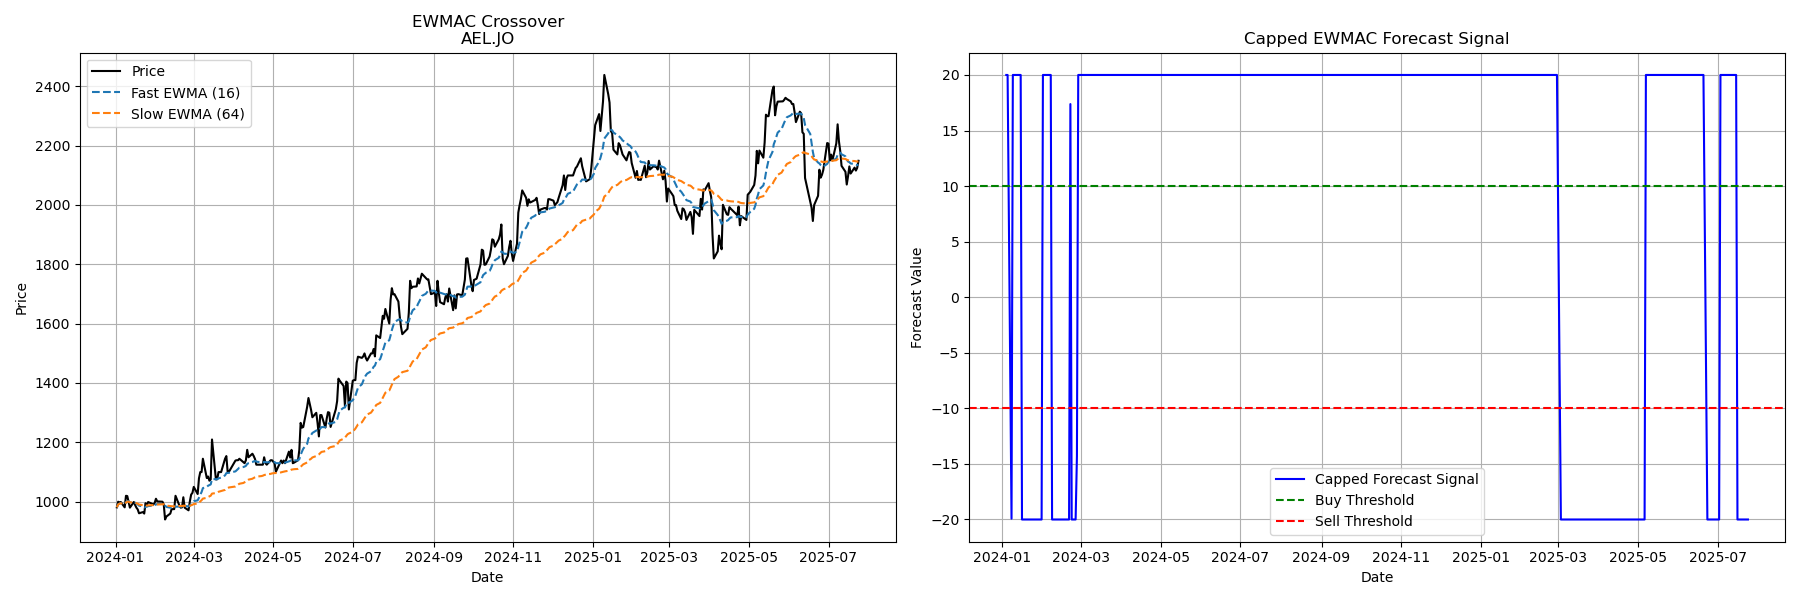 EWMAC Crossover
AEL.JO
Price
Fast EWMA (16)
Slow EWMA (64)
Price
2400
2200
2000
1800
1600
1400
1200
1000
2024-01 2024-03 2024-05 2024-07 2024-09 2024-11 2025-01 2025-03 2025-05 2025-07
Date
Capped EWMAC Forecast Signal
Forecast Value
20
15
10
5
0
−5
−10
−15
−20
Capped Forecast Signal
Buy Threshold
Sell Threshold
2024-01 2024-03 2024-05 2024-07 2024-09 2024-11 2025-01 2025-03 2025-05 2025-07
Date